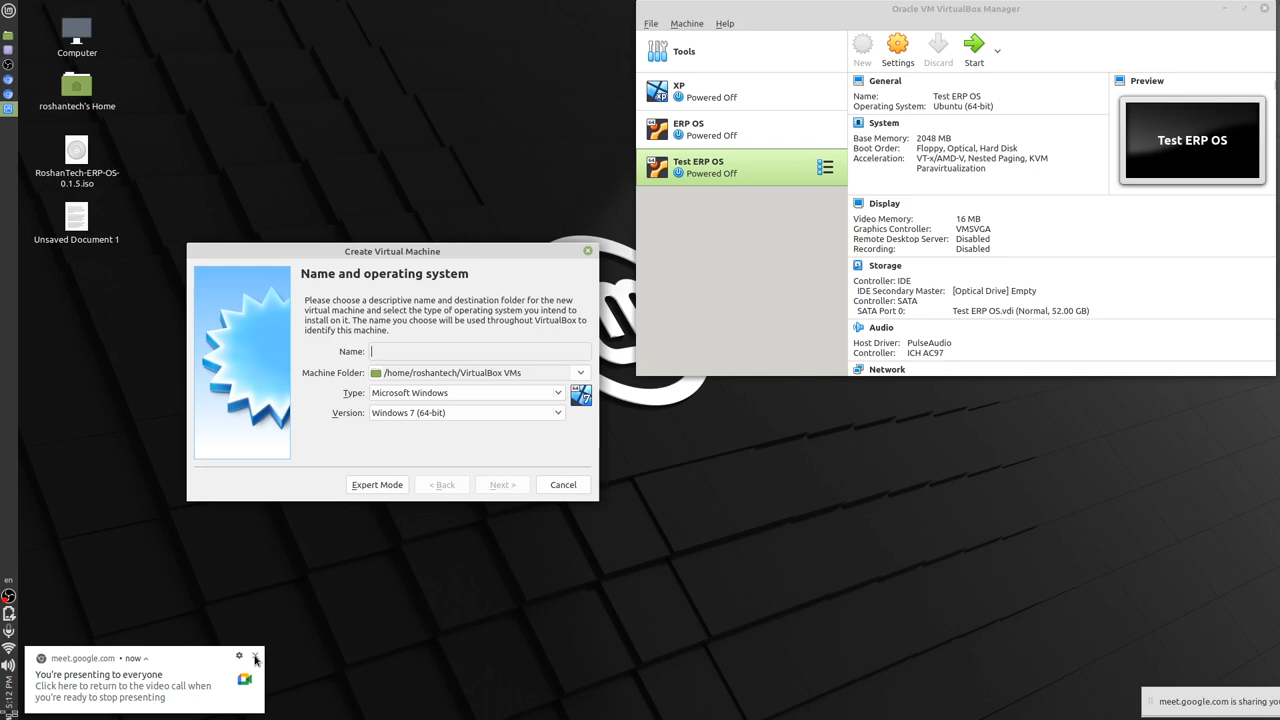 Computer
roshantech's Home
RoshanTech-ERP-OS-
0.1.5.iso
Unsaved Document 1
Oracle VM VirtualBox Manager
File Machine Help
Tools
New Settings Discard Start
XP
Powered Off
ERP OS
Powered Off
Test ERP OS
Powered Off
General
Name: Test ERP OS
Operating System: Ubuntu (64-bit)
System
Base Memory: 2048 MB
Boot Order: Floppy, Optical, Hard Disk
Acceleration: VT-x/AMD-V, Nested Paging, KVM
Paravirtualization
Preview
Test ERP OS
Display
Video Memory: 16 MB
Graphics Controller: VMSVGA
Remote Desktop Server: Disabled
Recording: Disabled
Storage
Controller: IDE
IDE Secondary Master: [Optical Drive] Empty
Controller: SATA
SATA Port 0: Test ERP OS.vdi (Normal, 52.00 GB)
Audio
Host Driver: PulseAudio
Controller: ICH AC97
Network
Create Virtual Machine
Name and operating system
Please choose a descriptive name and destination folder for the new
virtual machine and select the type of operating system you intend to
install on it. The name you choose will be used throughout VirtualBox to
identify this machine.
Name:
Machine Folder: /home/roshantech/VirtualBox VMs
Type: Microsoft Windows
Version: Windows 7 (64-bit)
Expert Mode < Back Next > Cancel
en
5:12 PM
meet.google.com • now
You're presenting to everyone
Click here to return to the video call when
you're ready to stop presenting
meet.google.com is sharing you